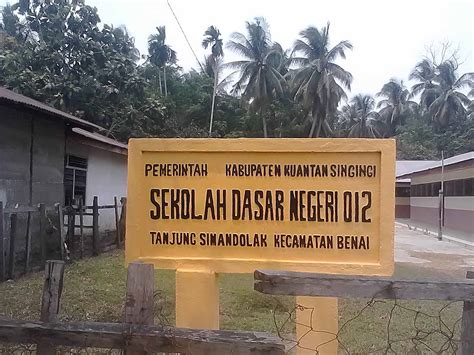 PEMERINTAH KABUPATEN KUANTAN SINGINGI
SEKOLAH DASAR NEGERI 012
TANJUNG SIMANDOLAK KECAMATAN BENAI